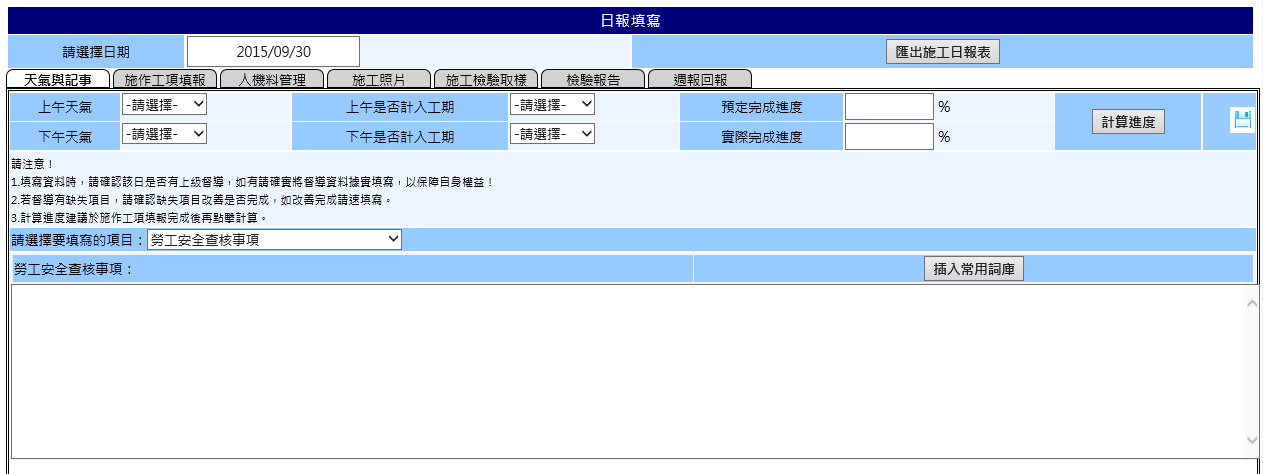 日報填寫
請選擇日期 2015/09/30 匯出施工日報表
天氣與記事 施作工項填報 人機料管理 施工照片 施工檢驗取樣 檢驗報告 週報回報
上午天氣 -請選擇- 上午是否計入工期 -請選擇- 預定完成進度 % 計算進度
下午天氣 -請選擇- 下午是否計入工期 -請選擇- 實際完成進度 %
請注意！
1.填寫資料時，請確認該日是否有上級督導，如有請確實將督導資料據實填寫，以保障自身權益！
2.若督導有缺失項目，請確認缺失項目改善是否完成，如改善完成請速填寫。
3.計算進度建議於施作工項填報完成後再點擊計算。
請選擇要填寫的項目：勞工安全查核事項
勞工安全查核事項： 插入常用詞庫